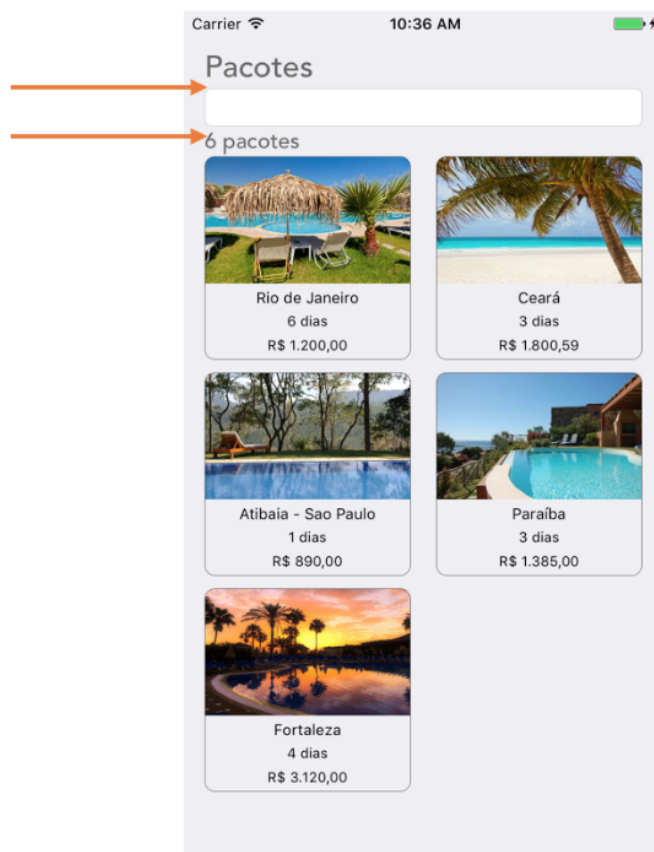 Carrier 10:36 AM
Pacotes
6 pacotes
Rio de Janeiro
6 dias
R$ 1.200,00
Ceará
3 dias
R$ 1.800,59
Atibaia - Sao Paulo
1 dias
R$ 890,00
Paraíba
3 dias
R$ 1.385,00
Fortaleza
4 dias
R$ 3.120,00